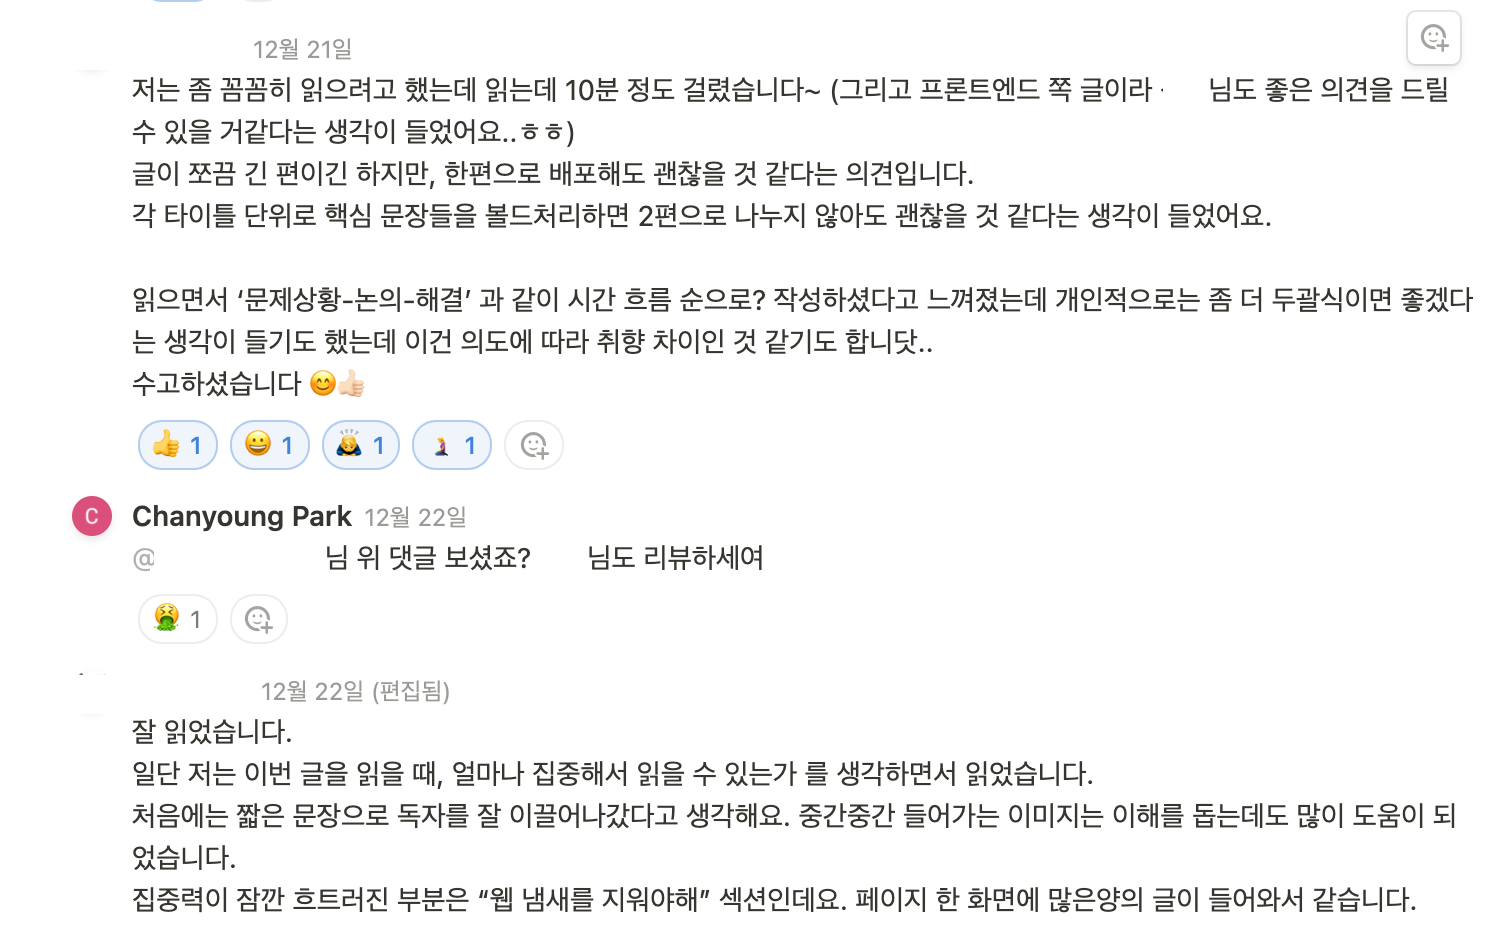 12월 21일
저는 좀 꼼꼼히 읽으려고 했는데 읽는데 10분 정도 걸렸습니다~ (그리고 프론트엔드 쪽 글이라 님도 좋은 의견을 드릴
수 있을 거같다는 생각이 들었어요..ㅎㅎ)
글이 쪼끔 긴 편이긴 하지만, 한편으로 배포해도 괜찮을 것 같다는 의견입니다.
각 타이틀 단위로 핵심 문장들을 볼드처리하면 2편으로 나누지 않아도 괜찮을 것 같다는 생각이 들었어요.
읽으면서 ‘문제상황-논의-해결’ 과 같이 시간 흐름 순으로? 작성하셨다고 느껴졌는데 개인적으로는 좀 더 두괄식이면 좋겠다
는 생각이 들기도 했는데 이건 의도에 따라 취향 차이인 것 같기도 합니닷..
수고하셨습니다 😊👍🏻
👍 1 😀 1 🙇 1 1
C Chanyoung Park 12월 22일
@ 님 위 댓글 보셨죠? 님도 리뷰하세여
🤮 1
12월 22일 (편집됨)
잘 읽었습니다.
일단 저는 이번 글을 읽을 때, 얼마나 집중해서 읽을 수 있는가 를 생각하면서 읽었습니다.
처음에는 짧은 문장으로 독자를 잘 이끌어나갔다고 생각해요. 중간중간 들어가는 이미지는 이해를 돕는데도 많이 도움이 되
었습니다.
집중력이 잠깐 흐트러진 부분은 “웹 냄새를 지워야해” 섹션인데요. 페이지 한 화면에 많은양의 글이 들어와서 같습니다.